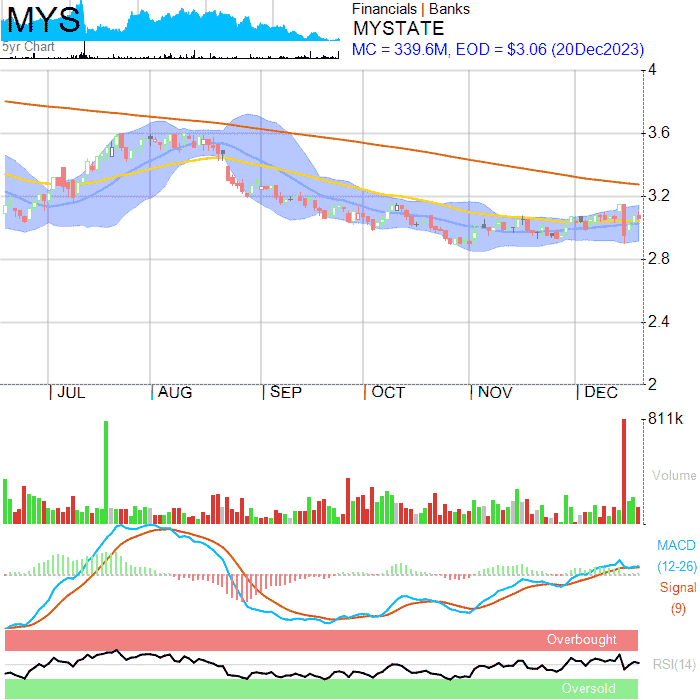 MYS
5yr Chart
Financials | Banks
MYSTATE
MC = 339.6M, EOD = $3.06 (20Dec2023)
4
3.6
3.2
2.8
2.4
2
JUL
AUG
SEP
OCT
NOV
DEC
811k
Volume
MACD
(12-26)
Signal
(9)
Overbought
RSI(14)
Oversold